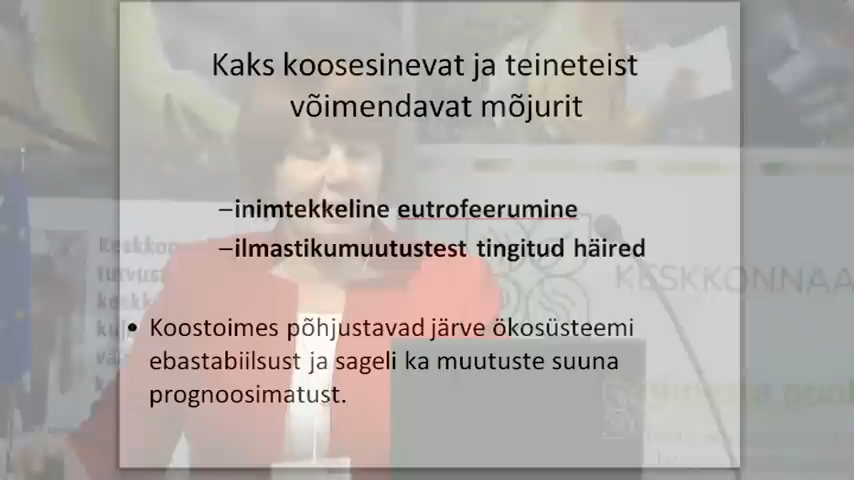 Kaks koosesinevat ja teineteist
võimendavat mõjurit
–inimtekkeline eutrofeerumine
–ilmastikumuutustest tingitud häired
• Koostoimes põhjustavad järve ökosüsteemi
ebastabiilsust ja sageli ka muutuste suuna
prognoosimatust.
KESKKONNAA